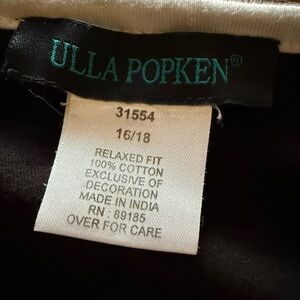 ULLA POPKEN®
31554
16/18
RELAXED FIT
100% COTTON
EXCLUSIVE OF
DECORATION
MADE IN INDIA
RN : 89185
OVER FOR CARE